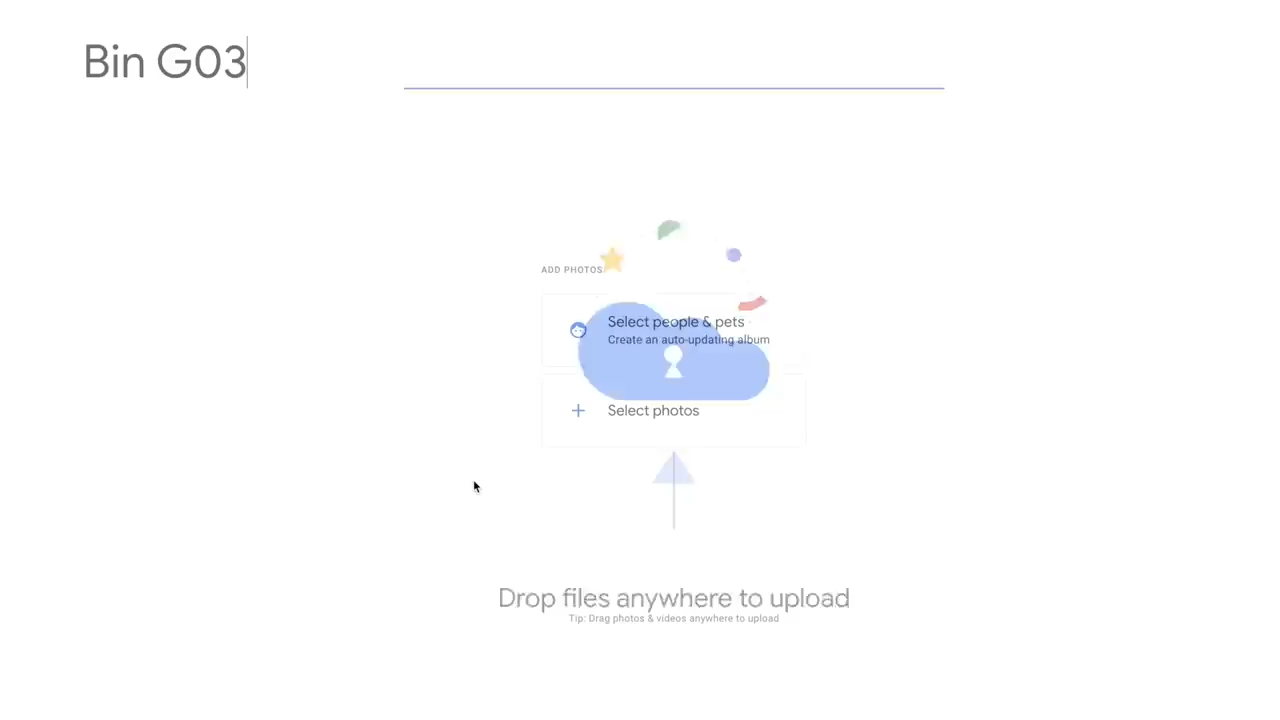 Bin G03
ADD PHOTOS
Select people & pets
Create an auto-updating album
Select photos
Drop files anywhere to upload
Tip: Drag photos & videos anywhere to upload